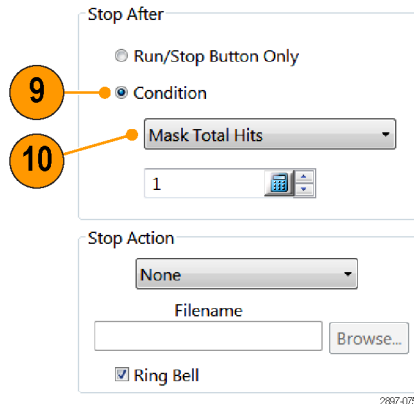 Stop After
Run/Stop Button Only
9
Condition
10
Mask Total Hits
1
Stop Action
None
Filename
Browse...
Ring Bell